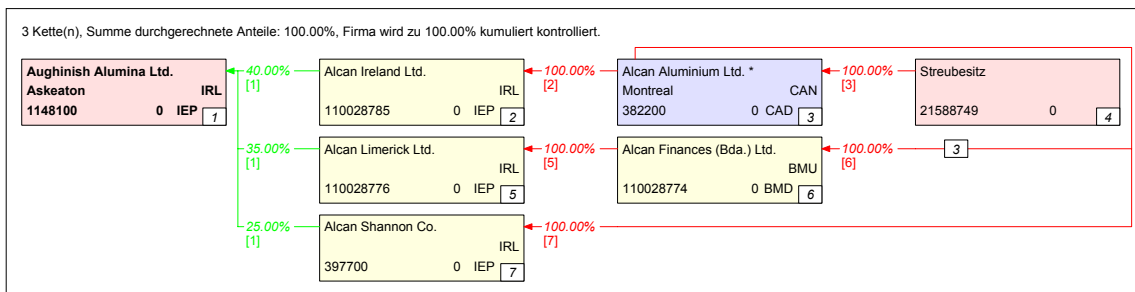 3 Kette(n), Summe durchgerechnete Anteile: 100.00%, Firma wird zu 100.00% kumuliert kontrolliert.
Aughinish Alumina Ltd.
Askeaton IRL
1148100 0 IEP 1
40.00%
[1]
Alcan Ireland Ltd.
IRL
110028785 0 IEP 2
100.00%
[2]
Alcan Aluminium Ltd. *
Montreal CAN
382200 0 CAD 3
100.00%
[3]
Streubesitz
21588749 0 4
35.00%
[1]
Alcan Limerick Ltd.
IRL
110028776 0 IEP 5
100.00%
[5]
Alcan Finances (Bda.) Ltd.
BMU
110028774 0 BMD 6
100.00%
[6]
3
25.00%
[1]
Alcan Shannon Co.
IRL
397700 0 IEP 7
100.00%
[7]